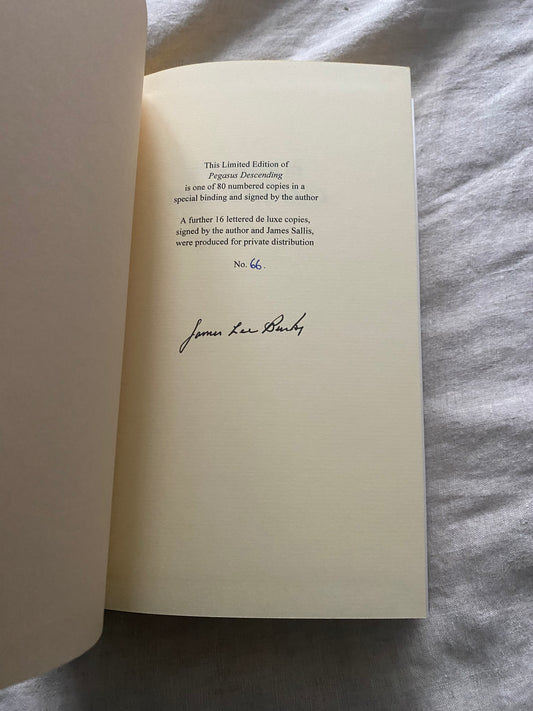 This Limited Edition of
Pegasus Descending
is one of 80 numbered copies in a
special binding and signed by the author
A further 16 lettered de luxe copies,
signed by the author and James Sallis,
were produced for private distribution
No. 66.
James Lee Burke